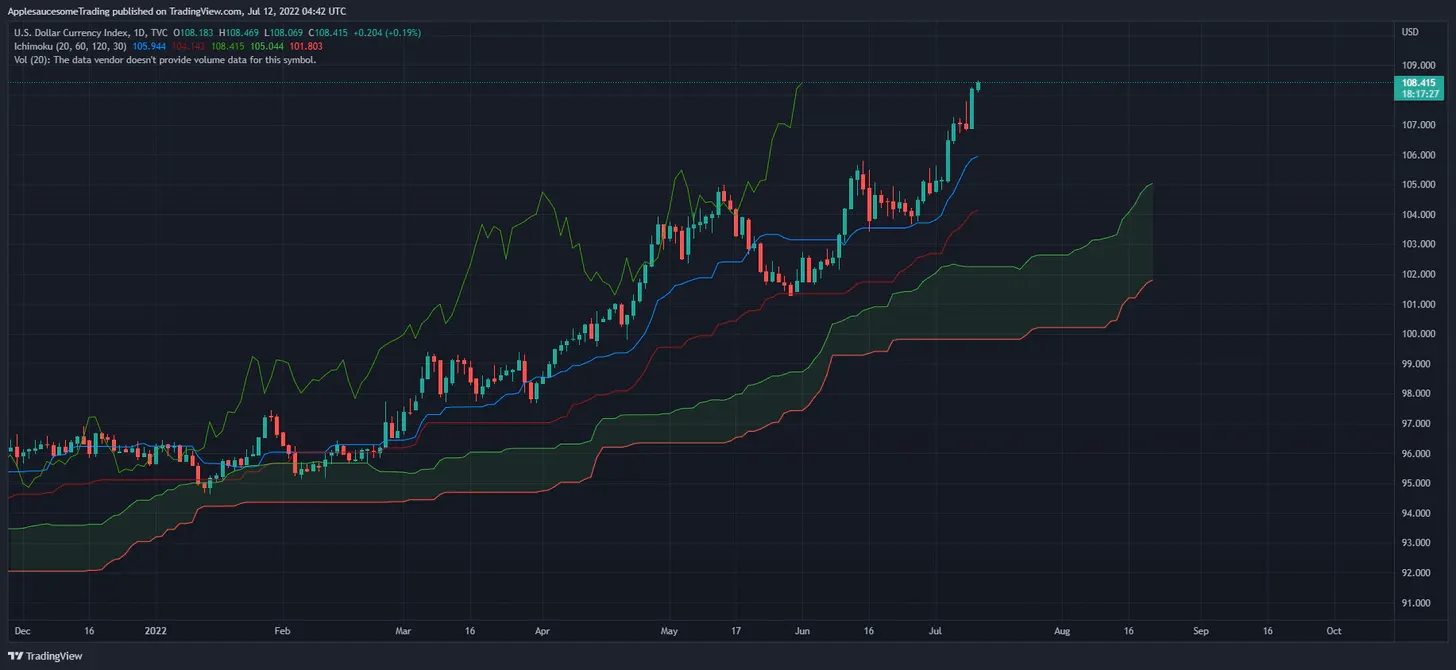 ApplesaucesomeTrading published on TradingView.com, Jul 12, 2022 04:42 UTC
U.S. Dollar Currency Index, 1D, TVC O108.183 H108.469 L108.069 C108.415 +0.204 (+0.19%)
Ichimoku (20, 60, 120, 30) 105.944 104.142 108.415 105.044 101.803
Vol (20): The data vendor doesn't provide volume data for this symbol.
USD
109.000
108.415
18:17:27
107.000
106.000
105.000
104.000
103.000
102.000
101.000
100.000
99.000
98.000
97.000
96.000
95.000
94.000
93.000
92.000
91.000
Dec 16 2022 Feb Mar 16 Apr May 17 Jun 16 Jul Aug 16 Sep 16 Oct
TradingView